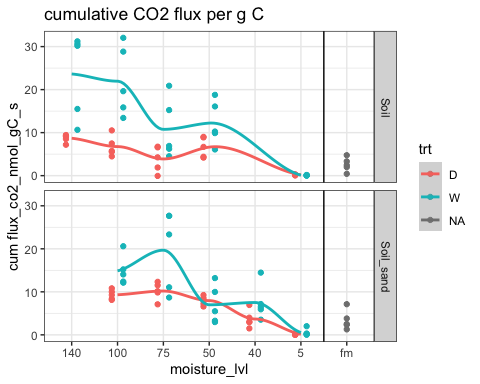 cumulative CO2 flux per g C
cum flux_co2_nmol_gC_s
30
20
10
0
Soil
30
20
10
0
Soil_sand
140 100 75 50 40 5 fm
moisture_lvl
trt
D
W
NA